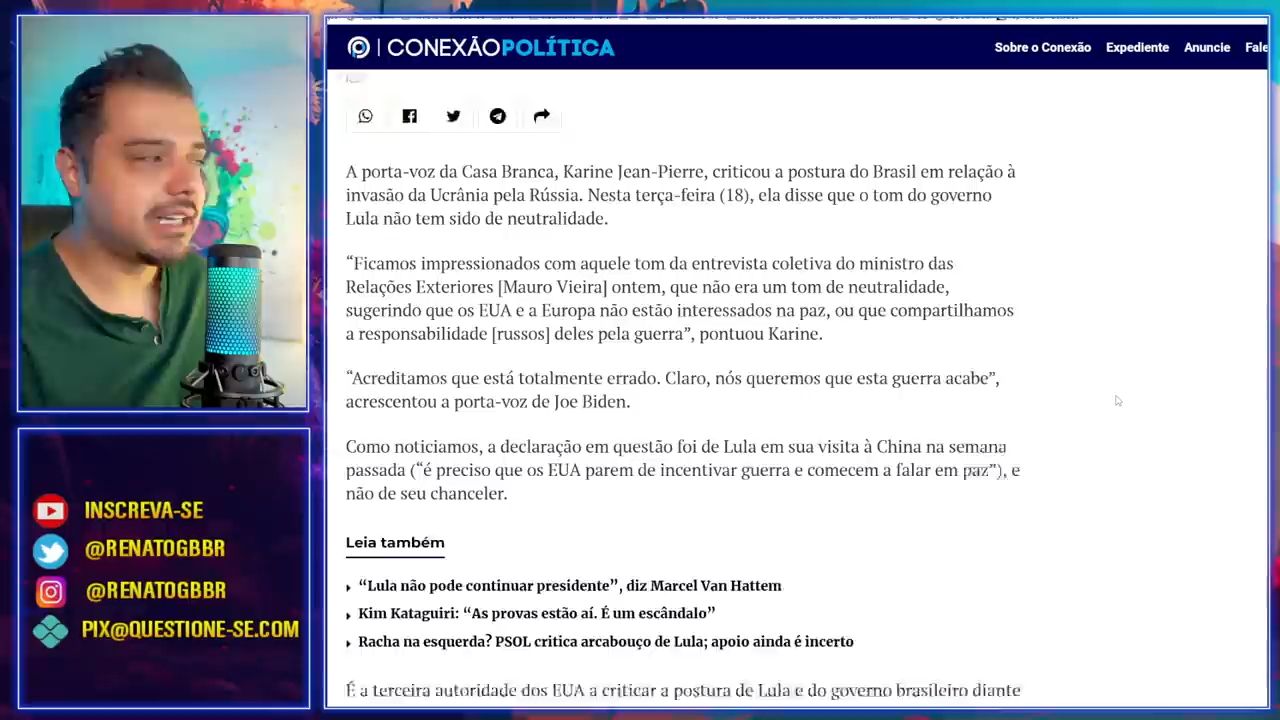 CONEXÃOPOLÍTICA
Sobre o Conexão
Expediente
Anuncie
Fale
A porta-voz da Casa Branca, Karine Jean-Pierre, criticou a postura do Brasil em relação à
invasão da Ucrânia pela Rússia. Nesta terça-feira (18), ela disse que o tom do governo
Lula não tem sido de neutralidade.
“Ficamos impressionados com aquele tom da entrevista coletiva do ministro das
Relações Exteriores [Mauro Vieira] ontem, que não era um tom de neutralidade,
sugerindo que os EUA e a Europa não estão interessados na paz, ou que compartilhamos
a responsabilidade [russos] deles pela guerra”, pontuou Karine.
“Acreditamos que está totalmente errado. Claro, nós queremos que esta guerra acabe”,
acrescentou a porta-voz de Joe Biden.
Como noticiamos, a declaração em questão foi de Lula em sua visita à China na semana
passada (“é preciso que os EUA parem de incentivar guerra e comecem a falar em paz”), e
não de seu chanceler.
Leia também
“Lula não pode continuar presidente”, diz Marcel Van Hattem
Kim Kataguiri: “As provas estão aí. É um escândalo”
Racha na esquerda? PSOL critica arcabouço de Lula; apoio ainda é incerto
É a terceira autoridade dos EUA a criticar a postura de Lula e do governo brasileiro diante
INSCREVA-SE
@RENATOGBBR
@RENATOGBBR
PIX@QUESTIONE-SE.COM